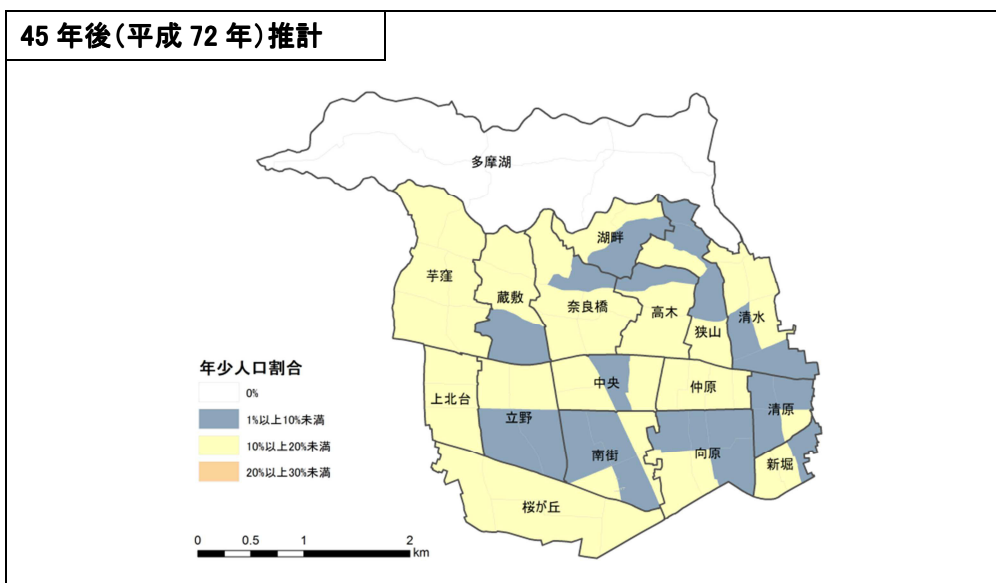 45 年後(平成 72 年)推計
多摩湖
湖畔
芋窪
蔵敷
奈良橋
高木
狭山
清水
年少人口割合
0%
1%以上10%未満
10%以上20%未満
20%以上30%未満
上北台
立野
中央
仲原
清原
南街
向原
新堀
桜が丘
0 0.5 1 2
km